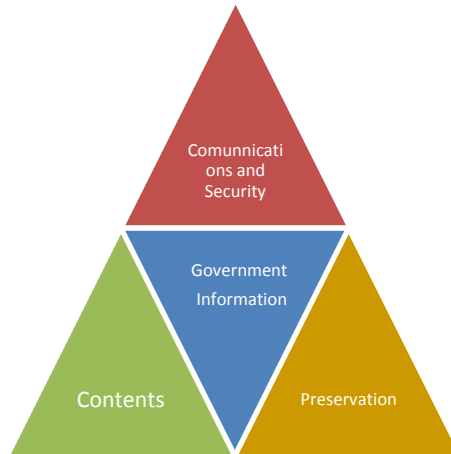 Comunnicati
ons and
Security
Government
Information
Contents
Preservation